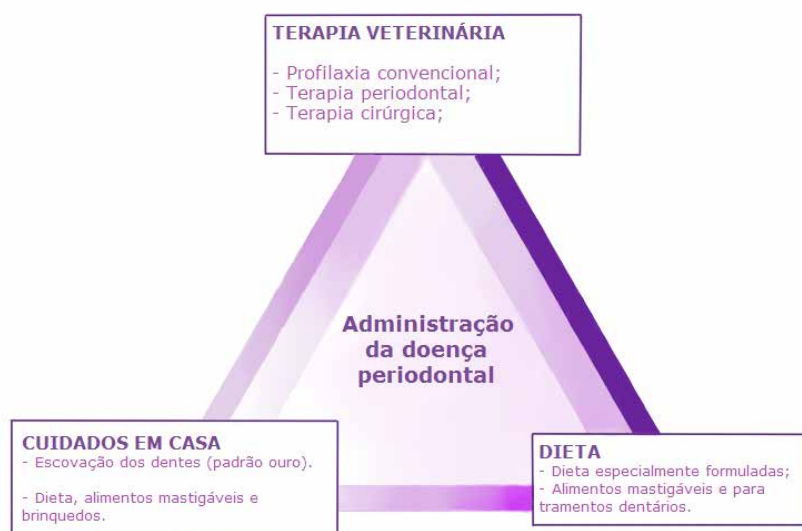 TERAPIA VETERINÁRIA
- Profilaxia convencional;
- Terapia periodontal;
- Terapia cirúrgica;
Administração
da doença
periodontal
CUIDADOS EM CASA
- Escovação dos dentes (padrão ouro).
- Dieta, alimentos mastigáveis e
brinquedos.
DIETA
- Dieta especialmente formuladas;
- Alimentos mastigáveis e para
tramentos dentários.